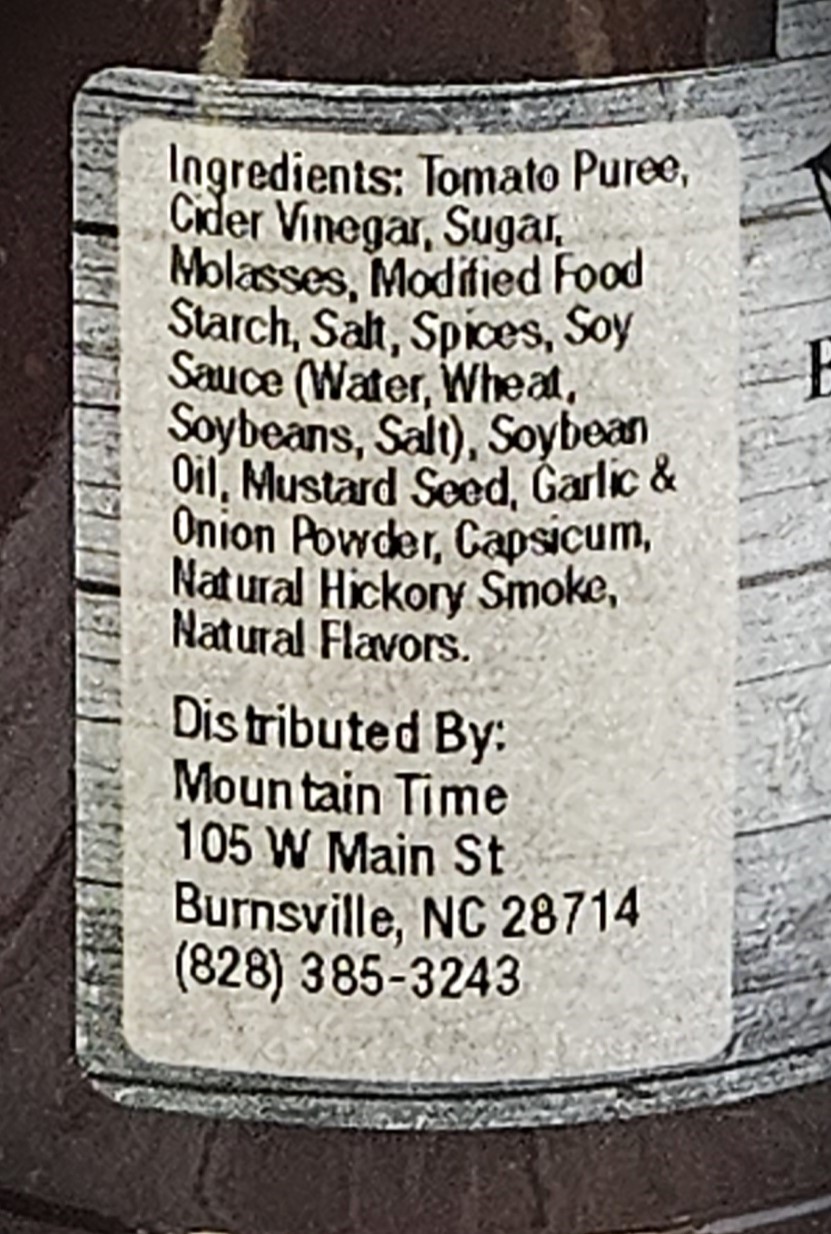 Ingredients: Tomato Puree,
Cider Vinegar, Sugar,
Molasses, Modified Food
Starch, Salt, Spices, Soy
Sauce (Water, Wheat,
Soybeans, Salt), Soybean
Oil, Mustard Seed, Garlic &
Onion Powder, Capsicum,
Natural Hickory Smoke,
Natural Flavors.
Distributed By:
Mountain Time
105 W Main St
Burnsville, NC 28714
(828) 385-3243